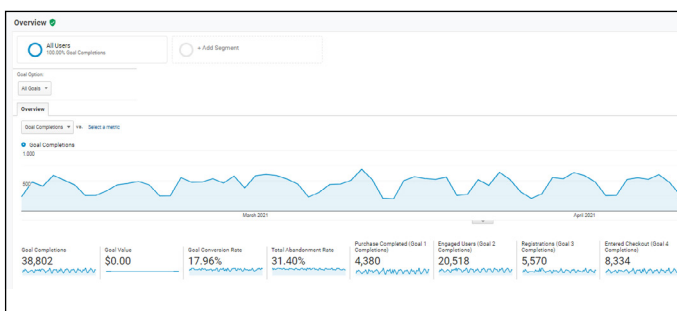 Overview
All Users
100.00% Goal Completions
+ Add Segment
Goal Option:
All Goals
Overview
Goal Completions
VS.
Select a metric
Goal Completions
1,000
500
March 2021
April 2021
Goal Completions
38,802
Goal Value
$0.00
Goal Conversion Rate
17.96%
Total Abandonment Rate
31.40%
Purchase Completed (Goal 1
Completions)
4,380
Engaged Users (Goal 2
Completions)
20,518
Registrations (Goal 3
Completions)
5,570
Entered Checkout (Goal 4
Completions)
8,334